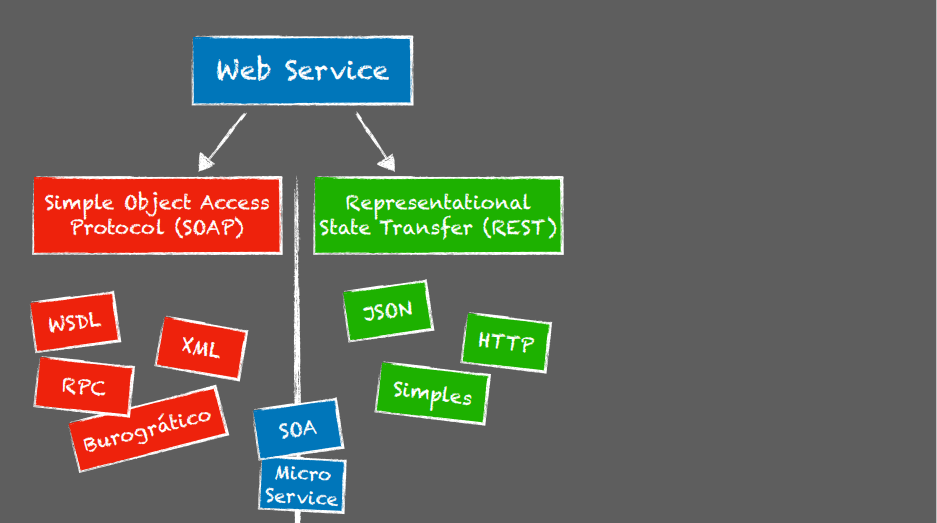 Web Service
Simple Object Access
Protocol (SOAP)
Representational
State Transfer (REST)
WSDL
XML
RPC
Burogrático
JSON
HTTP
Simples
SOA
Micro
Service